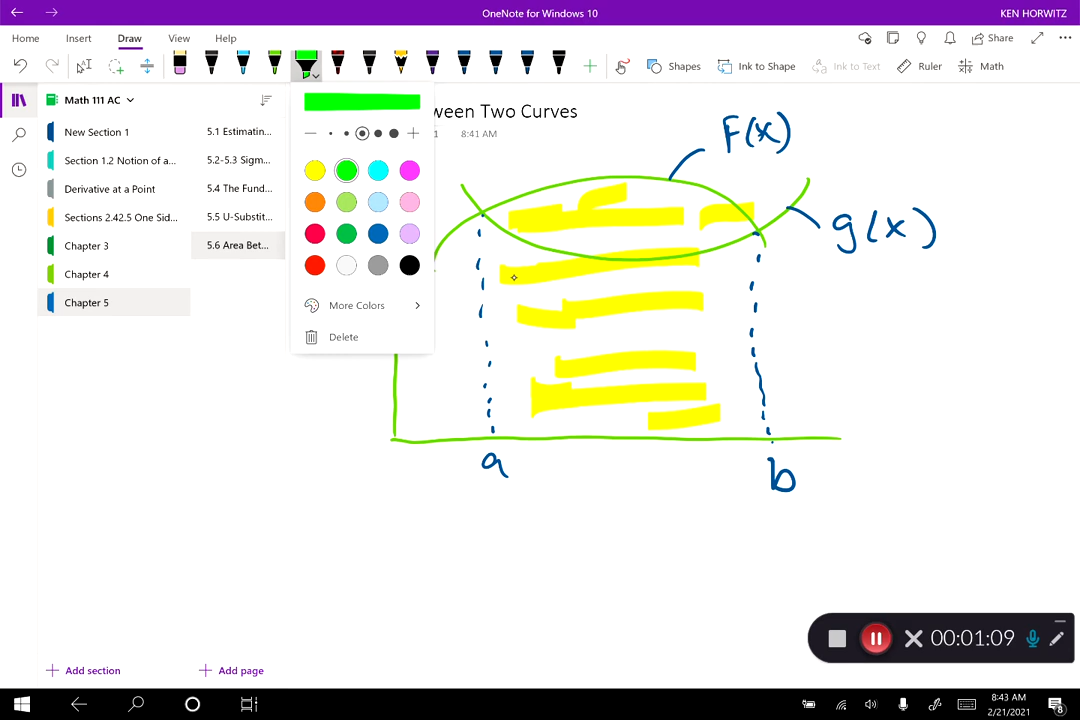 OneNote for Windows 10
KEN HORWITZ
Home Insert Draw View Help
Share
Shapes Ink to Shape Ink to Text Ruler Math
Math 111 AC
New Section 1
Section 1.2 Notion of a...
Derivative at a Point
Sections 2.42.5 One Sid...
Chapter 3
Chapter 4
Chapter 5
5.1 Estimatin...
5.2-5.3 Sigm...
5.4 The Fund...
5.5 U-Substit...
5.6 Area Bet...
More Colors
Delete
ween Two Curves
1 8:41 AM
F(x)
g(x)
a
b
00:01:09
Add section
Add page
8:43 AM
2/21/2021
8